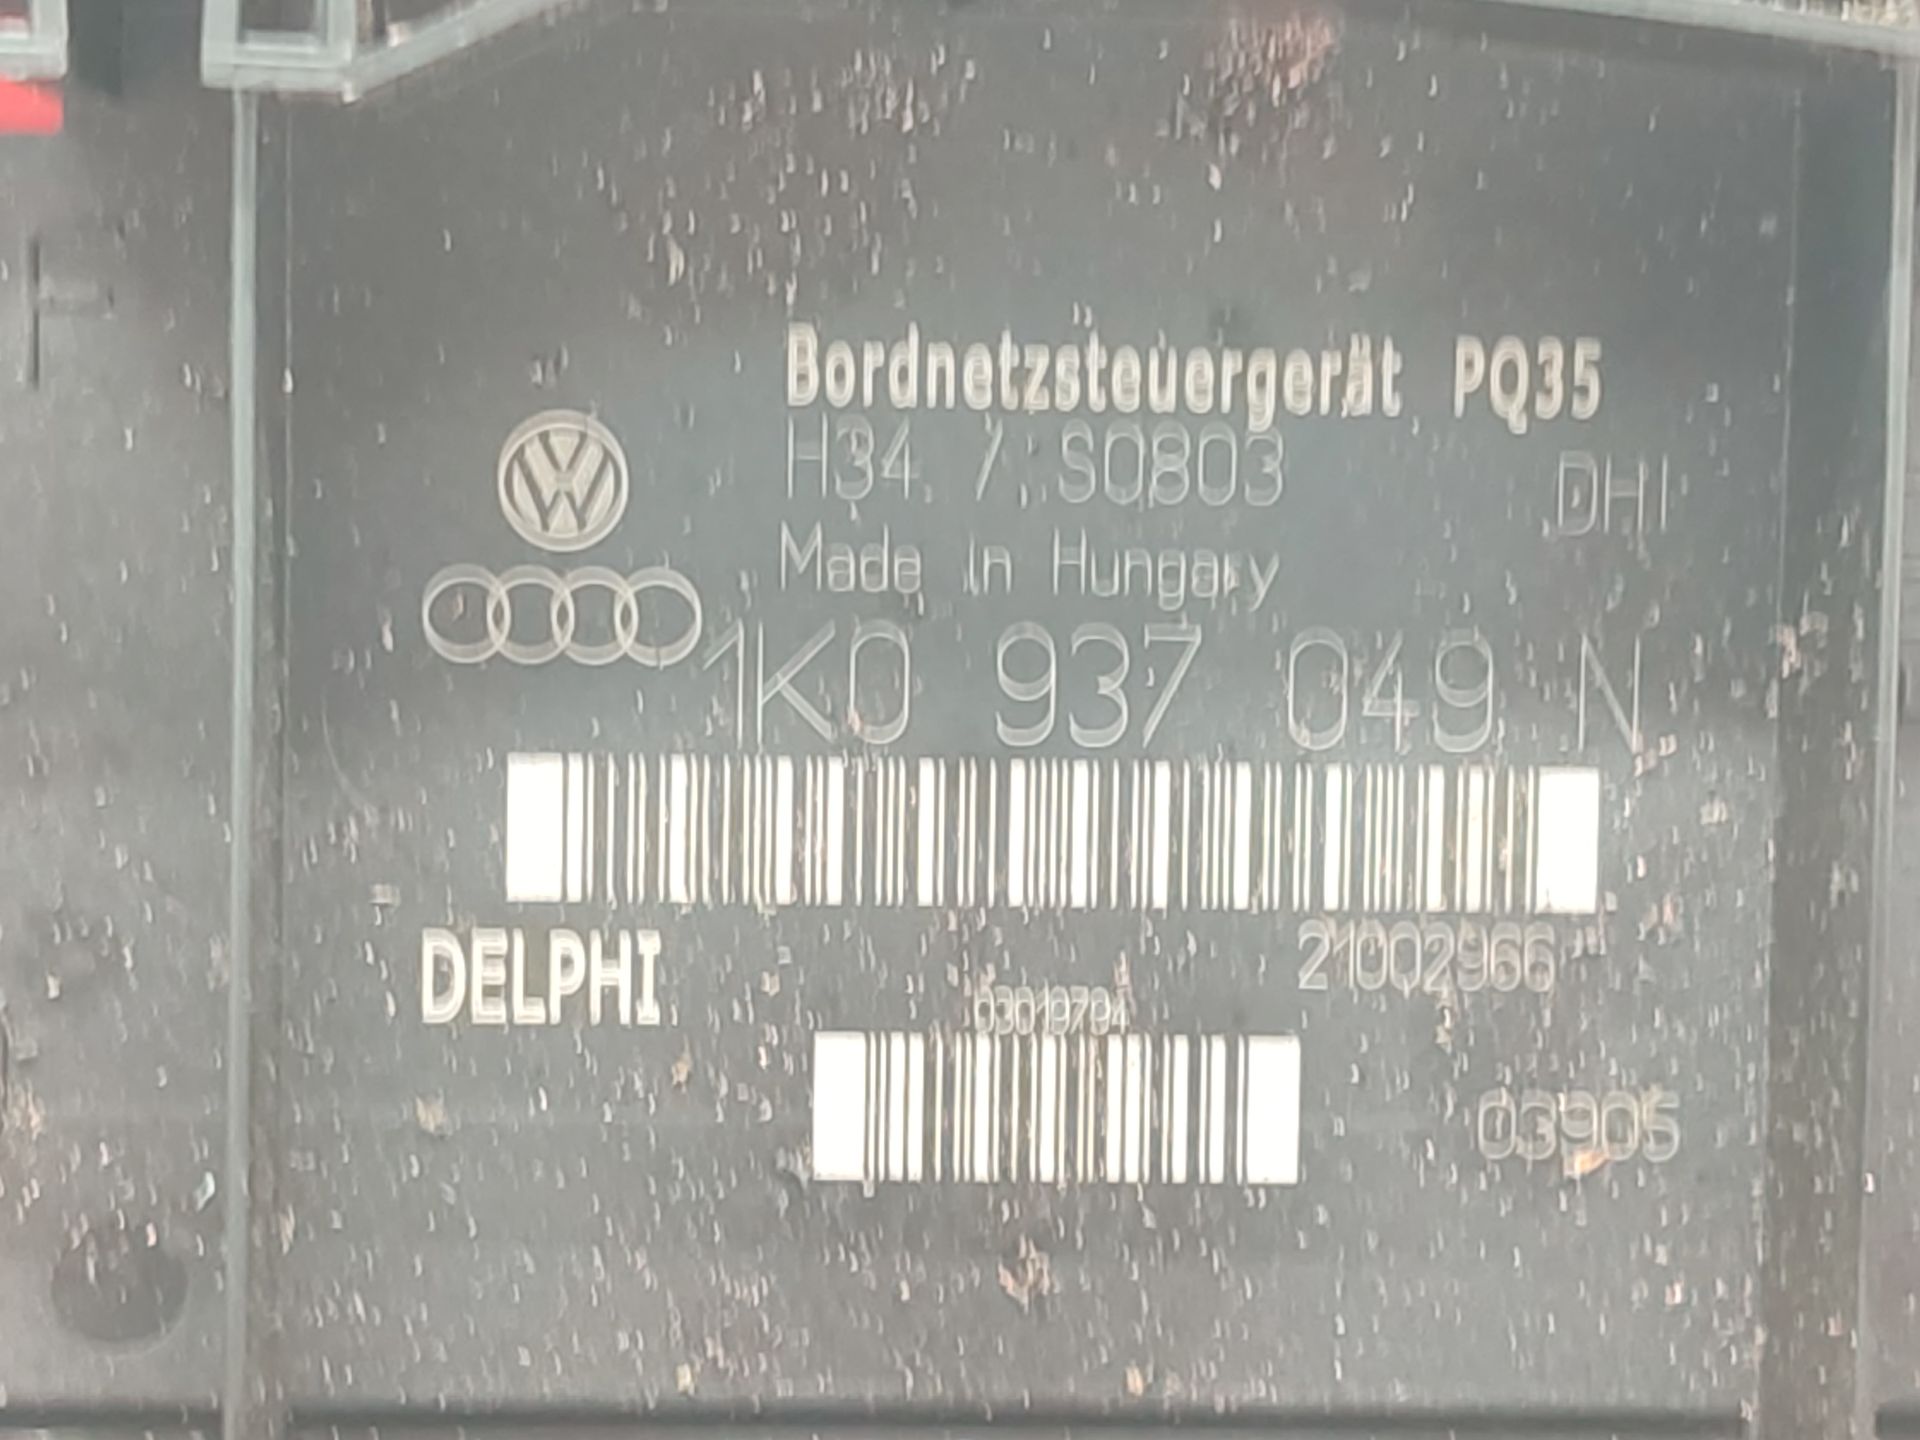 Bordnetzsteuergerät PQ35
H34 / S0803 DHI
Made in Hungary
1K0 937 049 N
DELPHI 21002966
03019794
03905